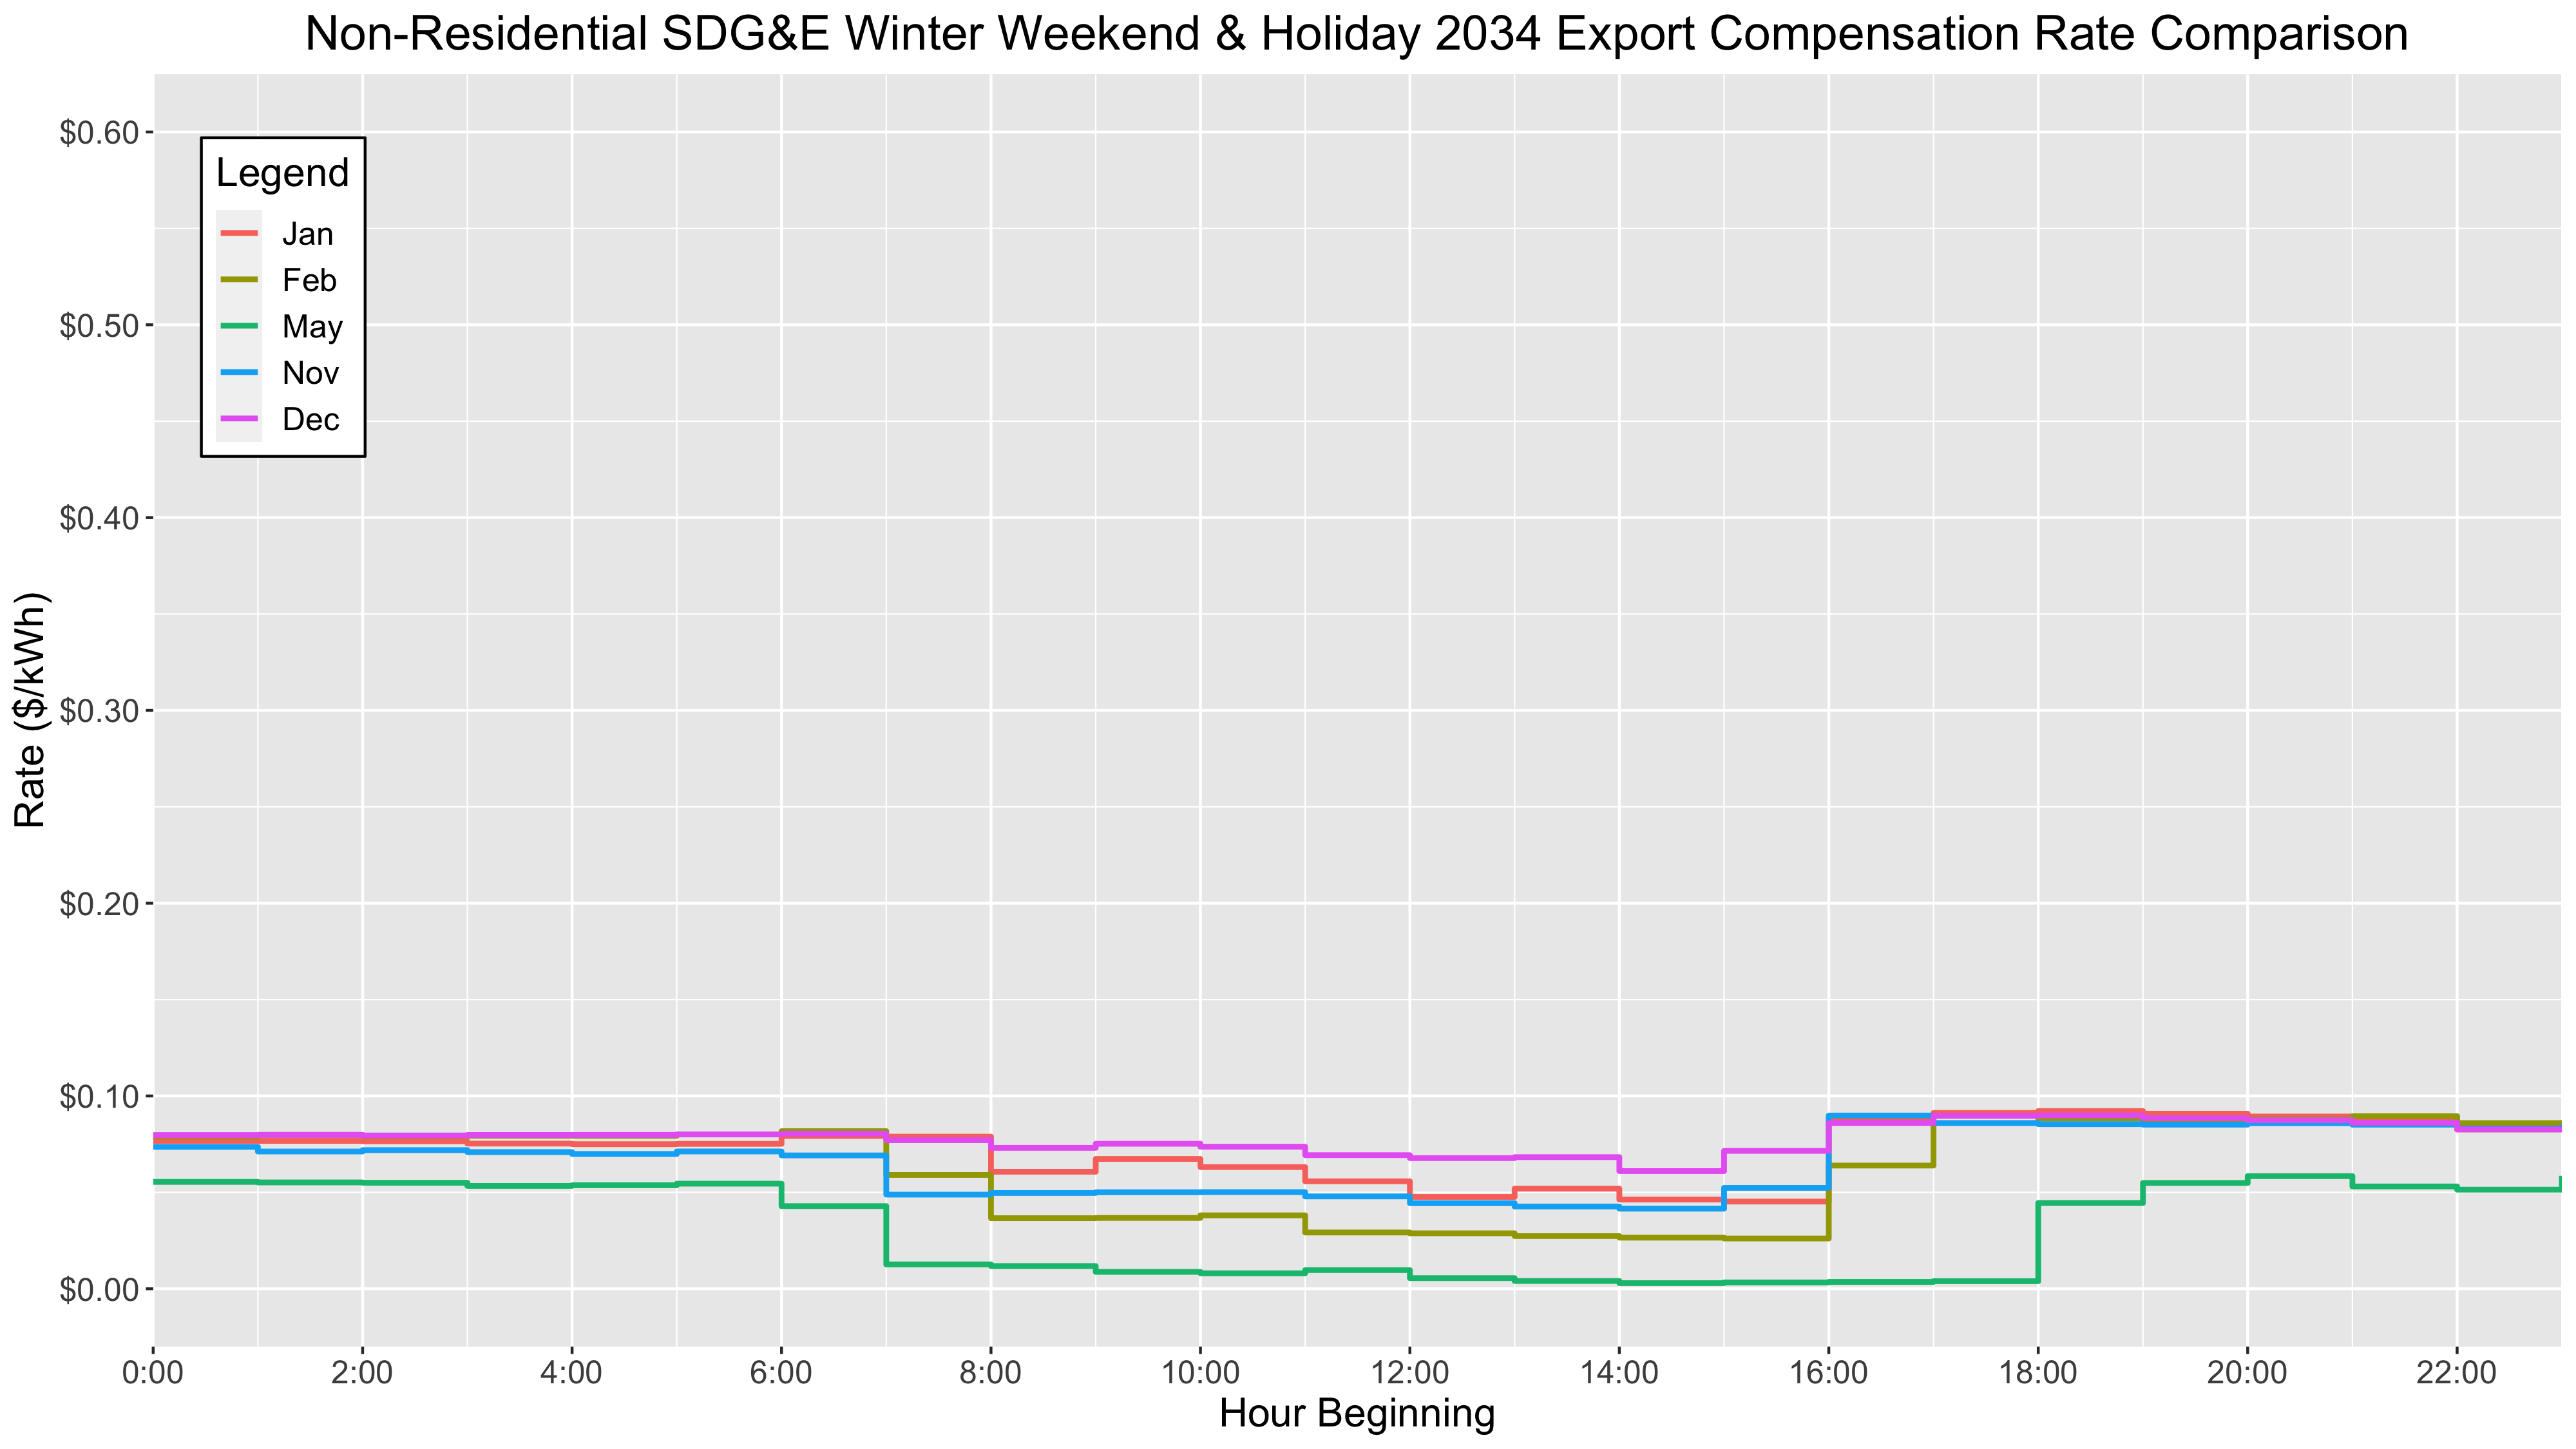 Non-Residential SDG&E Winter Weekend & Holiday 2034 Export Compensation Rate Comparison
Legend
Jan
Feb
May
Nov
Dec
Rate ($/kWh)
$0.60
$0.50
$0.40
$0.30
$0.20
$0.10
$0.00
0:00 2:00 4:00 6:00 8:00 10:00 12:00 14:00 16:00 18:00 20:00 22:00
Hour Beginning